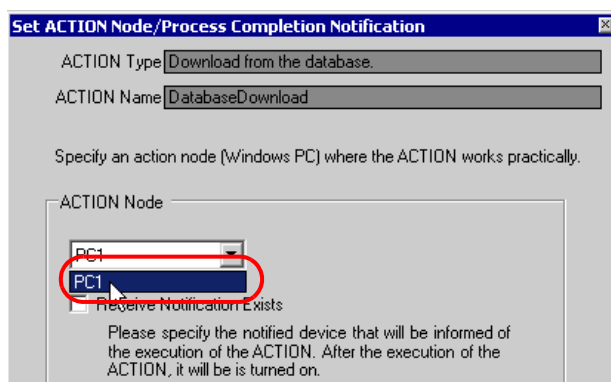 Set ACTION Node/Process Completion Notification
ACTION Type Download from the database.
ACTION Name DatabaseDownload
Specify an action node (Windows PC) where the ACTION works practically.
ACTION Node
PC1
PC1
Receive Notification Exists
Please specify the notified device that will be informed of
the execution of the ACTION. After the execution of the
ACTION, it will be is turned on.